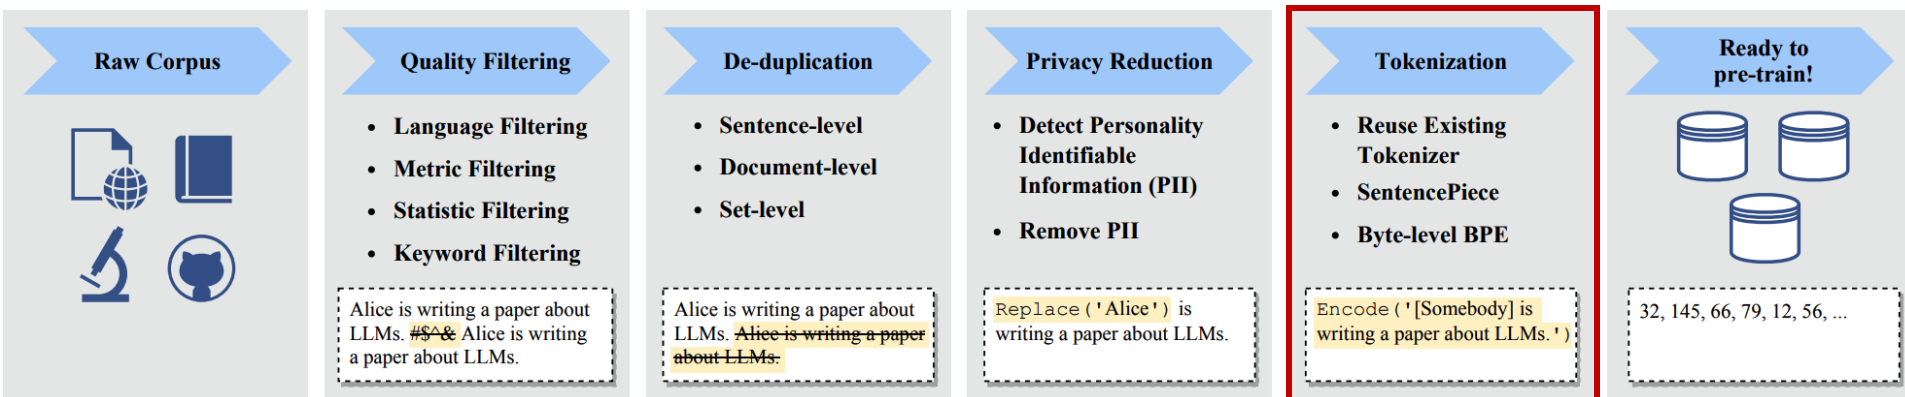 Raw Corpus
Quality Filtering
• Language Filtering
• Metric Filtering
• Statistic Filtering
• Keyword Filtering
Alice is writing a paper about
LLMs. #$^& Alice is writing
a paper about LLMs.
De-duplication
• Sentence-level
• Document-level
• Set-level
Alice is writing a paper about
LLMs. Alice is writing a paper
about LLMs.
Privacy Reduction
• Detect Personality
Identifiable
Information (PII)
• Remove PII
Replace('Alice') is
writing a paper about LLMs.
Tokenization
• Reuse Existing
Tokenizer
• SentencePiece
• Byte-level BPE
Encode('[Somebody] is
writing a paper about LLMs.')
Ready to
pre-train!
32, 145, 66, 79, 12, 56, ...